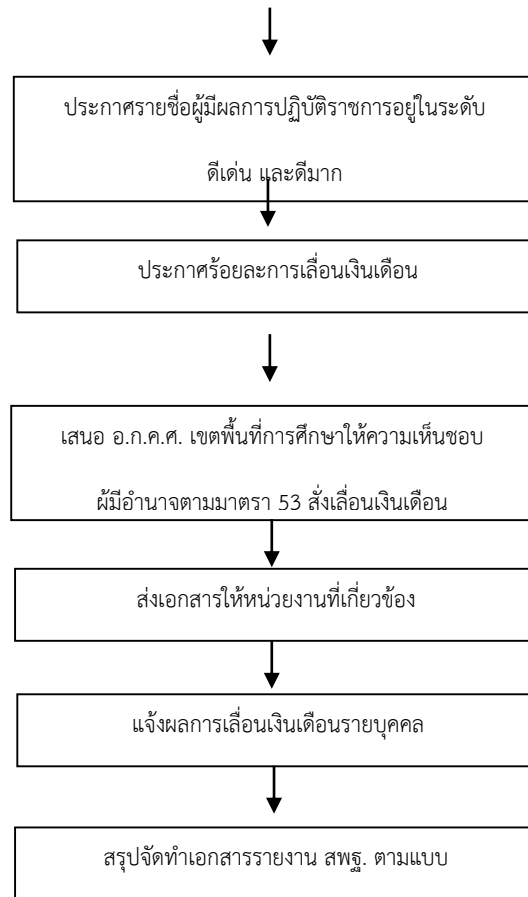 ประกาศรายชื่อผู้มีผลการปฏิบัติราชการอยู่ในระดับ
ดีเด่น และดีมาก
ประกาศร้อยละการเลื่อนเงินเดือน
เสนอ อ.ก.ค.ศ. เขตพื้นที่การศึกษาให้ความเห็นชอบ
ผู้มีอำนาจตามมาตรา 53 สั่งเลื่อนเงินเดือน
ส่งเอกสารให้หน่วยงานที่เกี่ยวข้อง
แจ้งผลการเลื่อนเงินเดือนรายบุคคล
สรุปจัดทำเอกสารรายงาน สพฐ. ตามแบบ